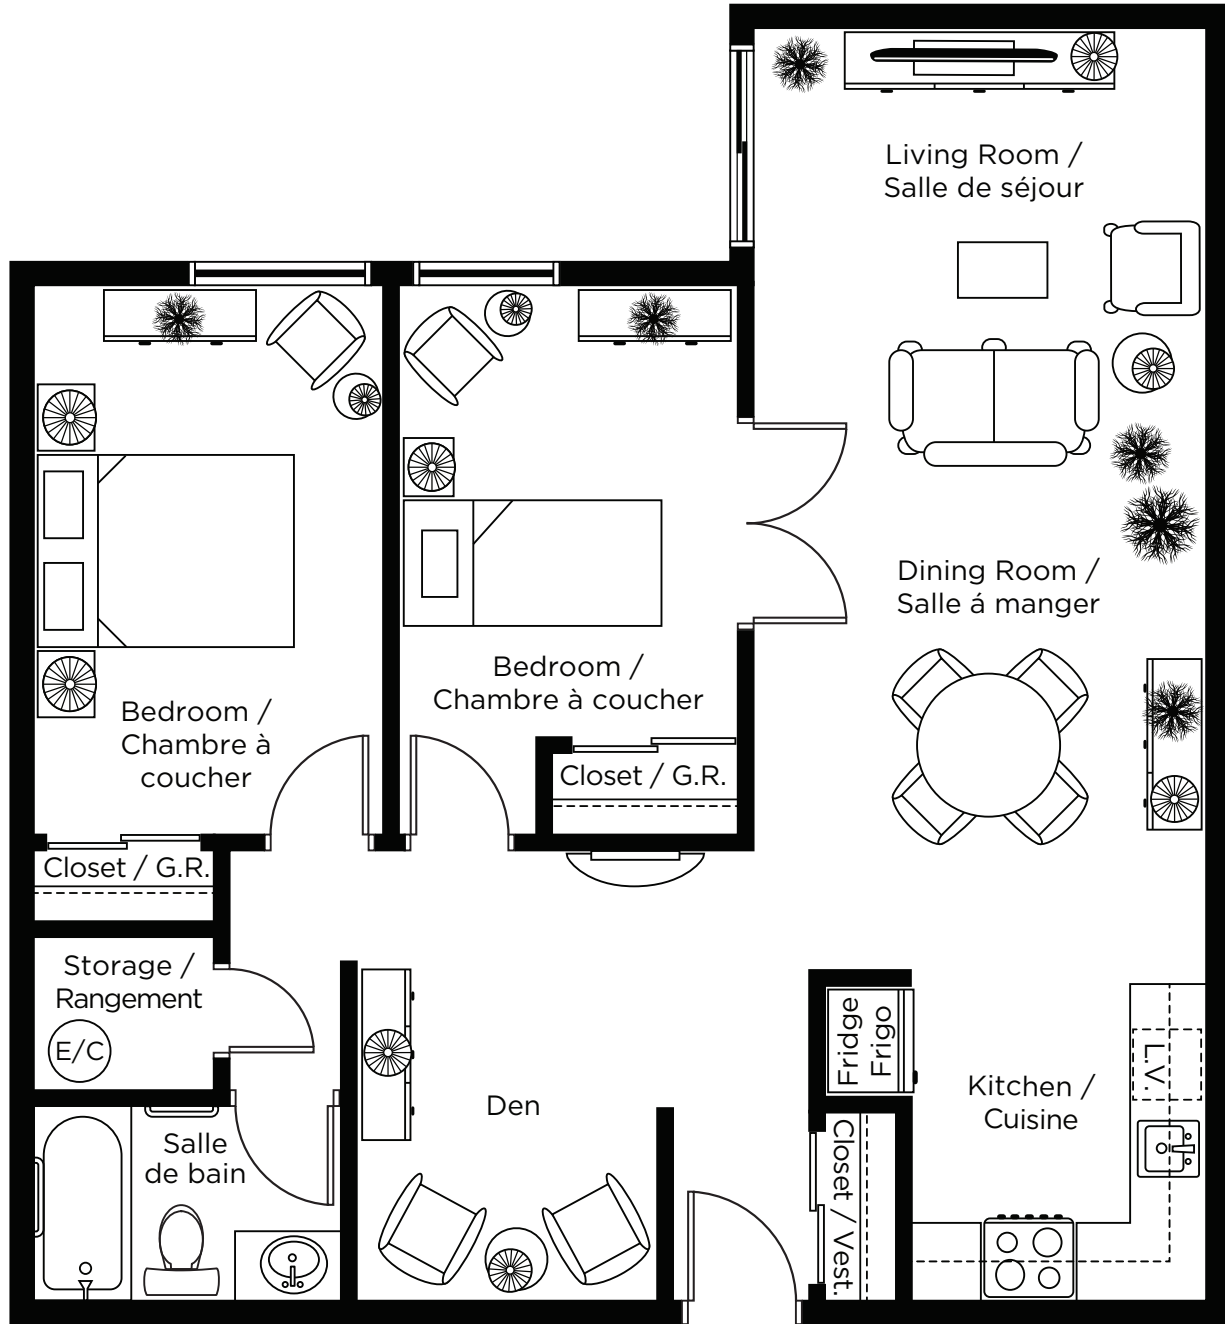 Living Room /
Salle de séjour
Dining Room /
Salle á manger
Bedroom /
Chambre à coucher
Bedroom /
Chambre à
coucher
Closet / G.R.
Closet / G.R.
Storage /
Rangement
E/C
Salle
de bain
Den
Fridge
Frigo
Closet / Vest.
Kitchen /
Cuisine
L.V.